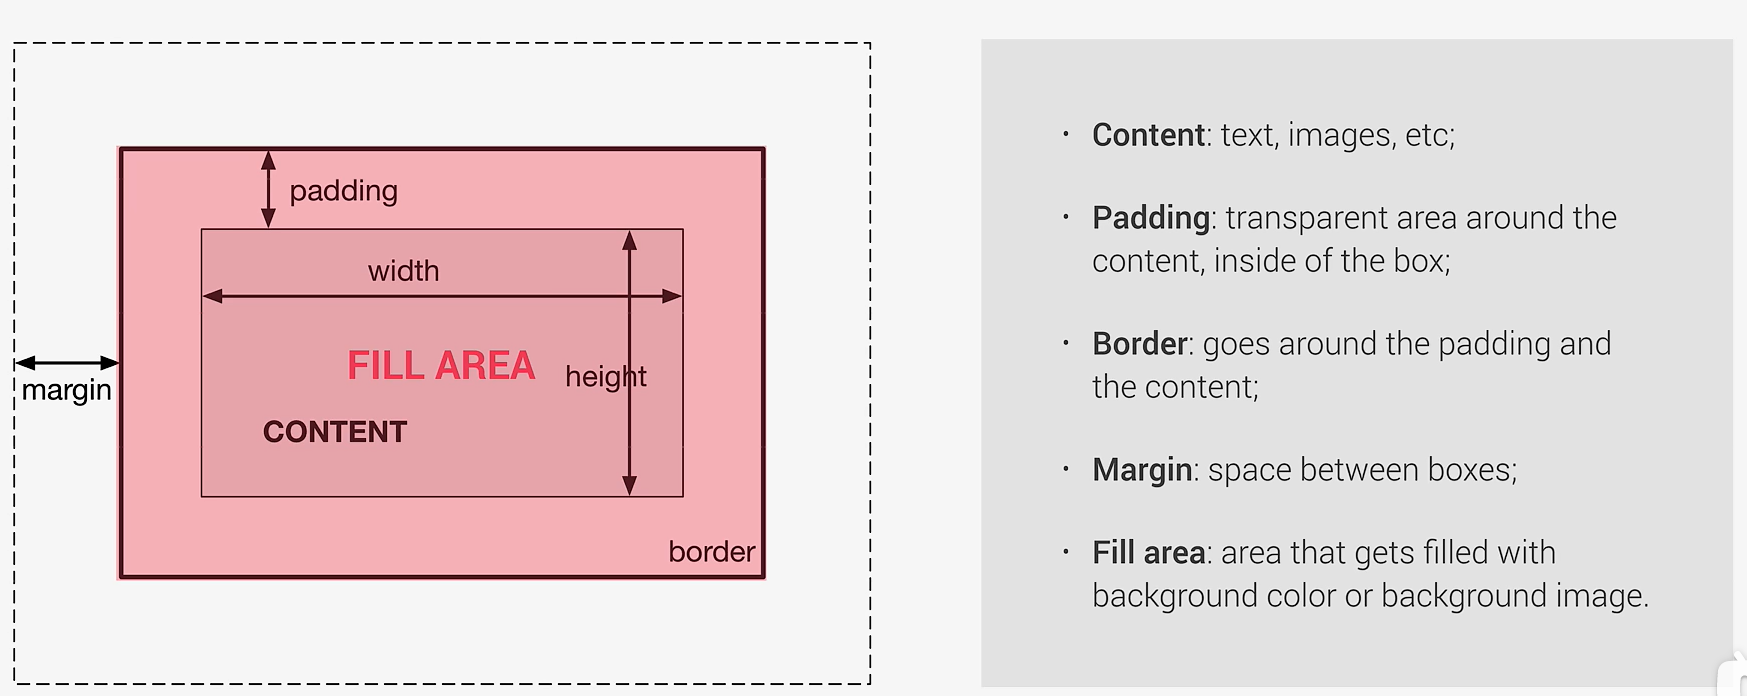 padding
width
FILL AREA
height
margin
CONTENT
border
• Content: text, images, etc;
• Padding: transparent area around the
content, inside of the box;
• Border: goes around the padding and
the content;
• Margin: space between boxes;
• Fill area: area that gets filled with
background color or background image.